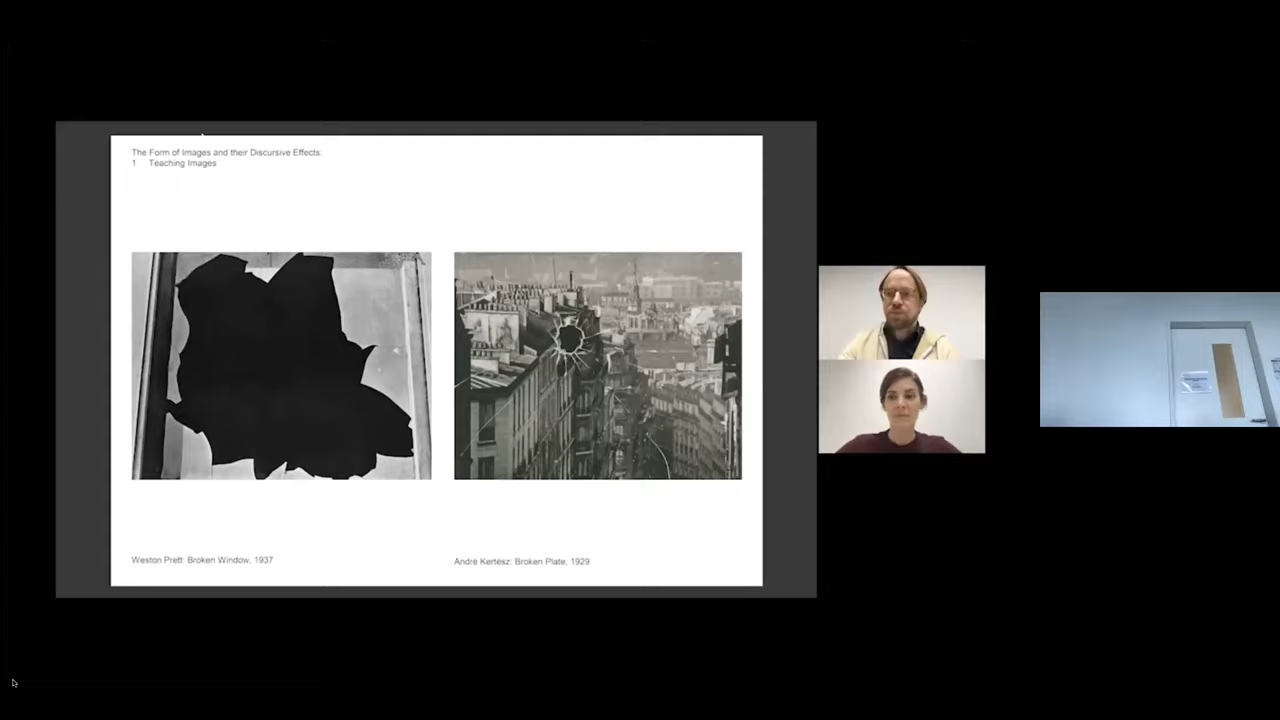 The Form of Images and their Discursive Effects:
1 Teaching Images
Weston Prett: Broken Window, 1937
André Kertész: Broken Plate, 1929